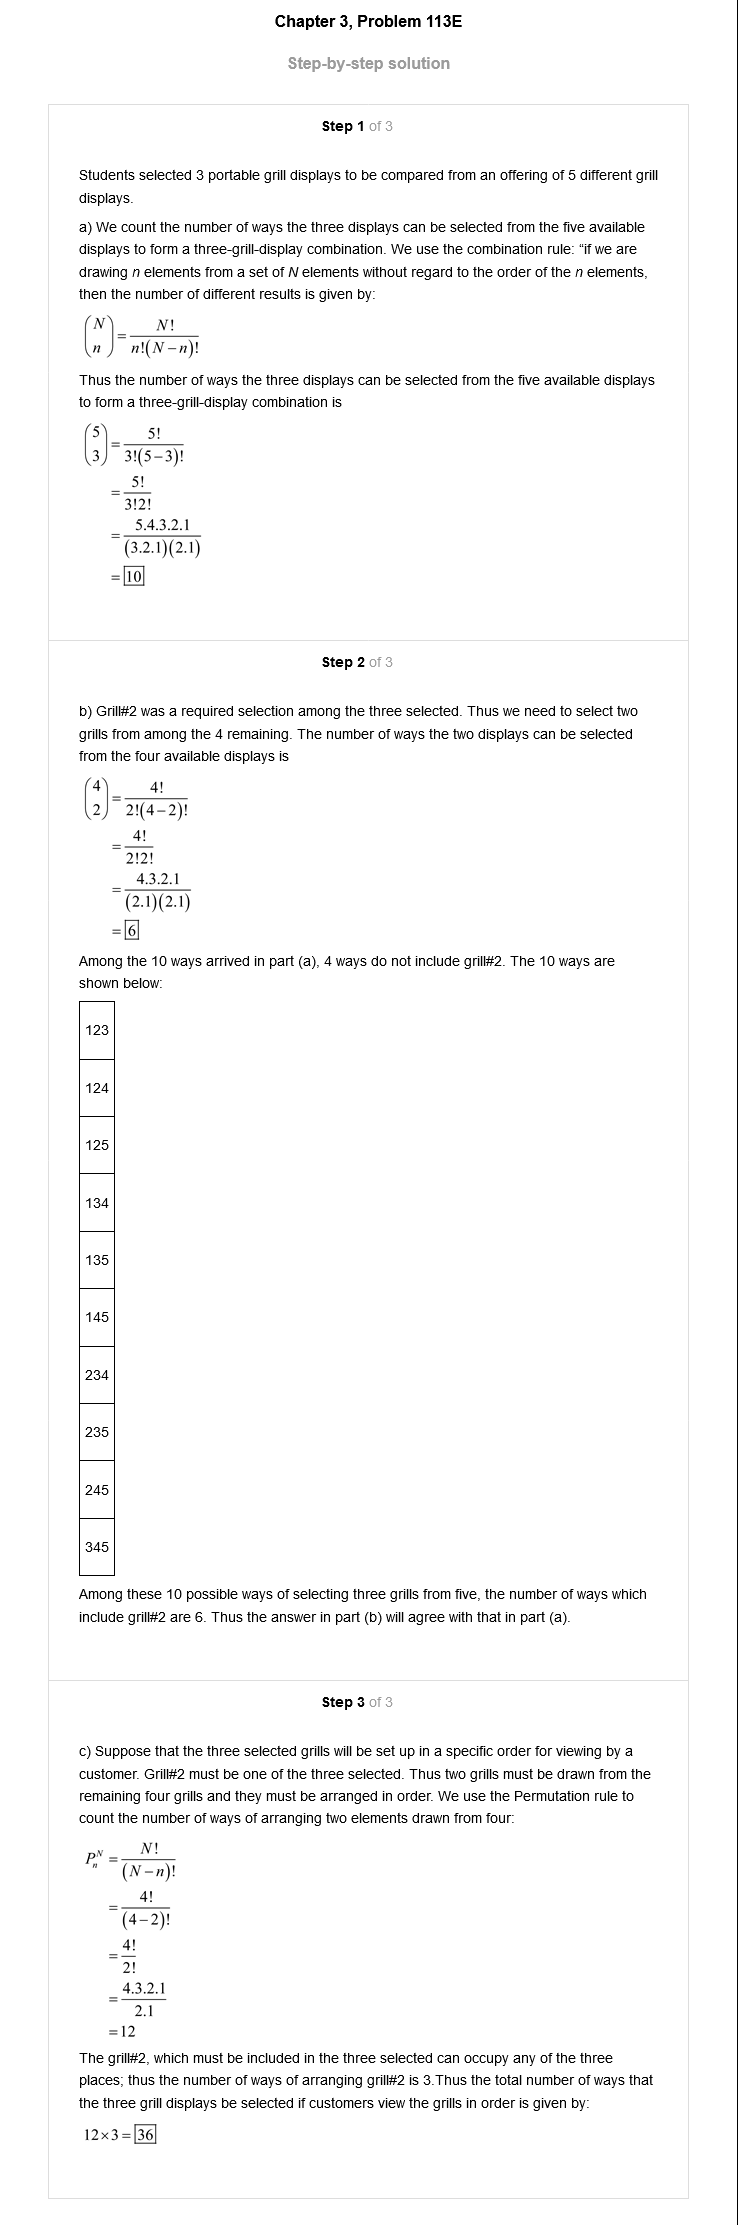 Chapter 3, Problem 113E
Step-by-step solution
Step 1 of 3
Students selected 3 portable grill displays to be compared from an offering of 5 different grill
displays.
a) We count the number of ways the three displays can be selected from the five available
displays to form a three-grill-display combination. We use the combination rule: “if we are
drawing n elements from a set of N elements without regard to the order of the n elements,
then the number of different results is given by:
(N n) = N! / n!(N−n)!
Thus the number of ways the three displays can be selected from the five available displays
to form a three-grill-display combination is
(5 3) = 5! / 3!(5−3)!
= 5! / 3!2!
= 5.4.3.2.1 / (3.2.1)(2.1)
= 10
Step 2 of 3
b) Grill#2 was a required selection among the three selected. Thus we need to select two
grills from among the 4 remaining. The number of ways the two displays can be selected
from the four available displays is
(4 2) = 4! / 2!(4−2)!
= 4! / 2!2!
= 4.3.2.1 / (2.1)(2.1)
= 6
Among the 10 ways arrived in part (a), 4 ways do not include grill#2. The 10 ways are
shown below:
123
124
125
134
135
145
234
235
245
345
Among these 10 possible ways of selecting three grills from five, the number of ways which
include grill#2 are 6. Thus the answer in part (b) will agree with that in part (a).
Step 3 of 3
c) Suppose that the three selected grills will be set up in a specific order for viewing by a
customer. Grill#2 must be one of the three selected. Thus two grills must be drawn from the
remaining four grills and they must be arranged in order. We use the Permutation rule to
count the number of ways of arranging two elements drawn from four:
P_n^N = N! / (N−n)!
= 4! / (4−2)!
= 4! / 2!
= 4.3.2.1 / 2.1
= 12
The grill#2, which must be included in the three selected can occupy any of the three
places; thus the number of ways of arranging grill#2 is 3.Thus the total number of ways that
the three grill displays be selected if customers view the grills in order is given by:
12×3 = 36